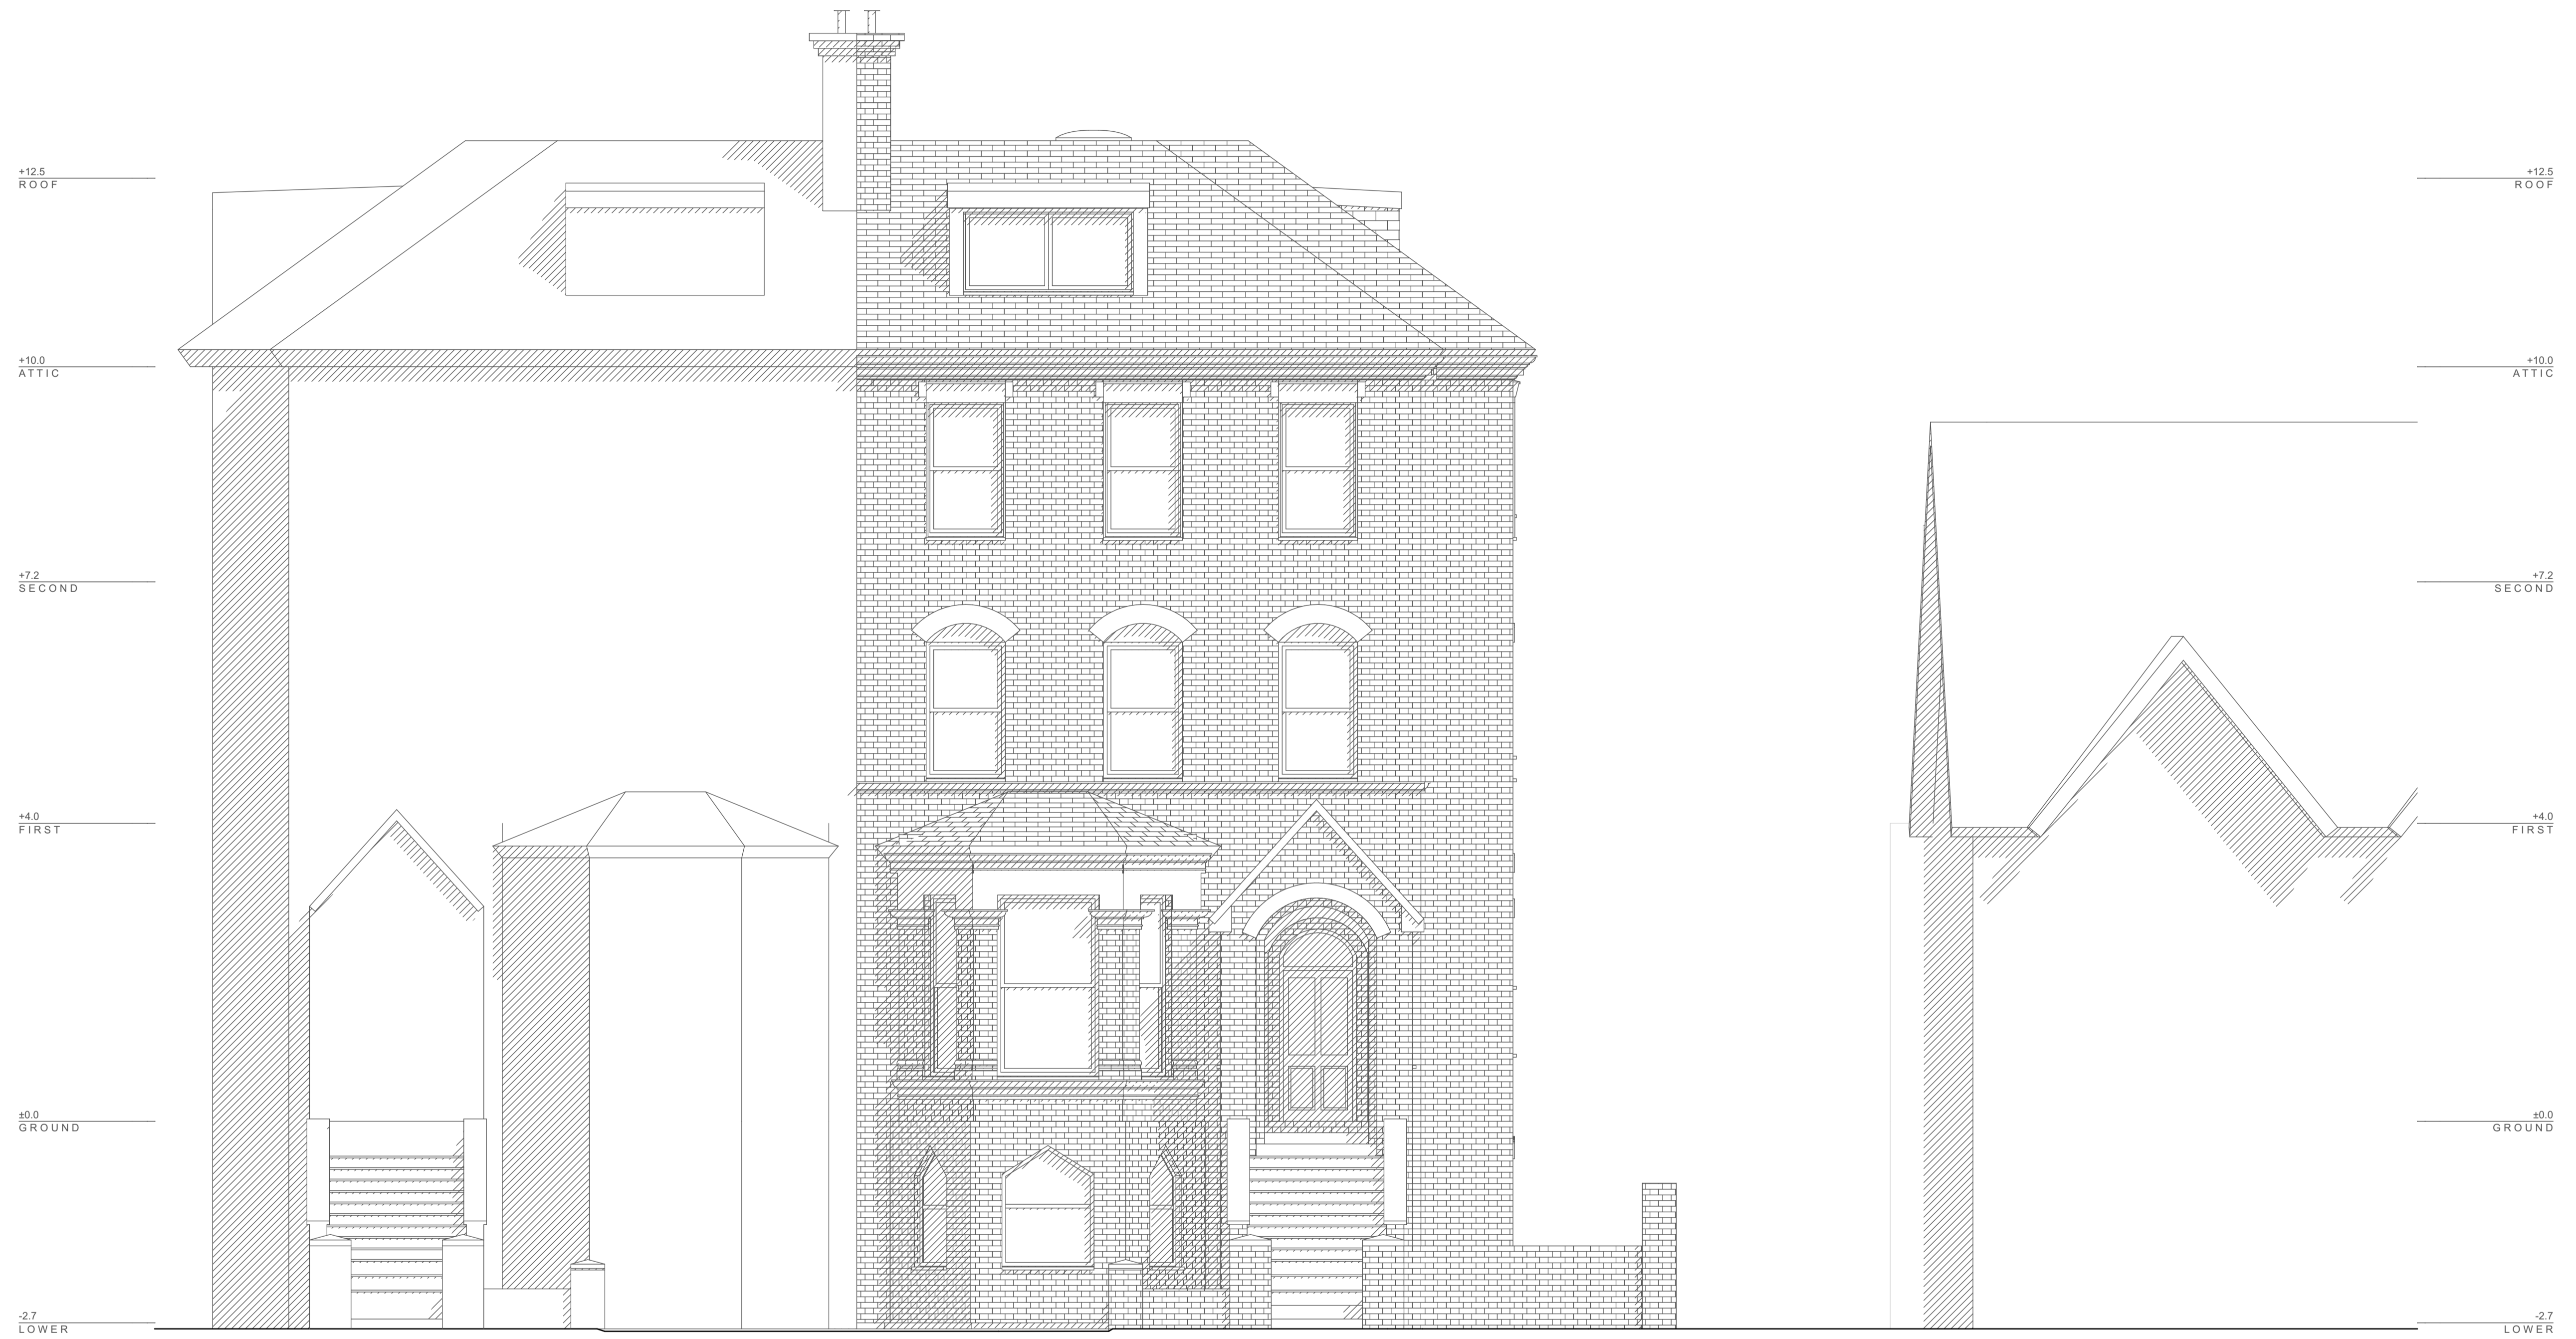 +12.5
ROOF
+12.5
ROOF
+10.0
ATTIC
+10.0
ATTIC
+7.2
SECOND
+7.2
SECOND
+4.0
FIRST
+4.0
FIRST
±0.0
GROUND
±0.0
GROUND
-2.7
LOWER
-2.7
LOWER